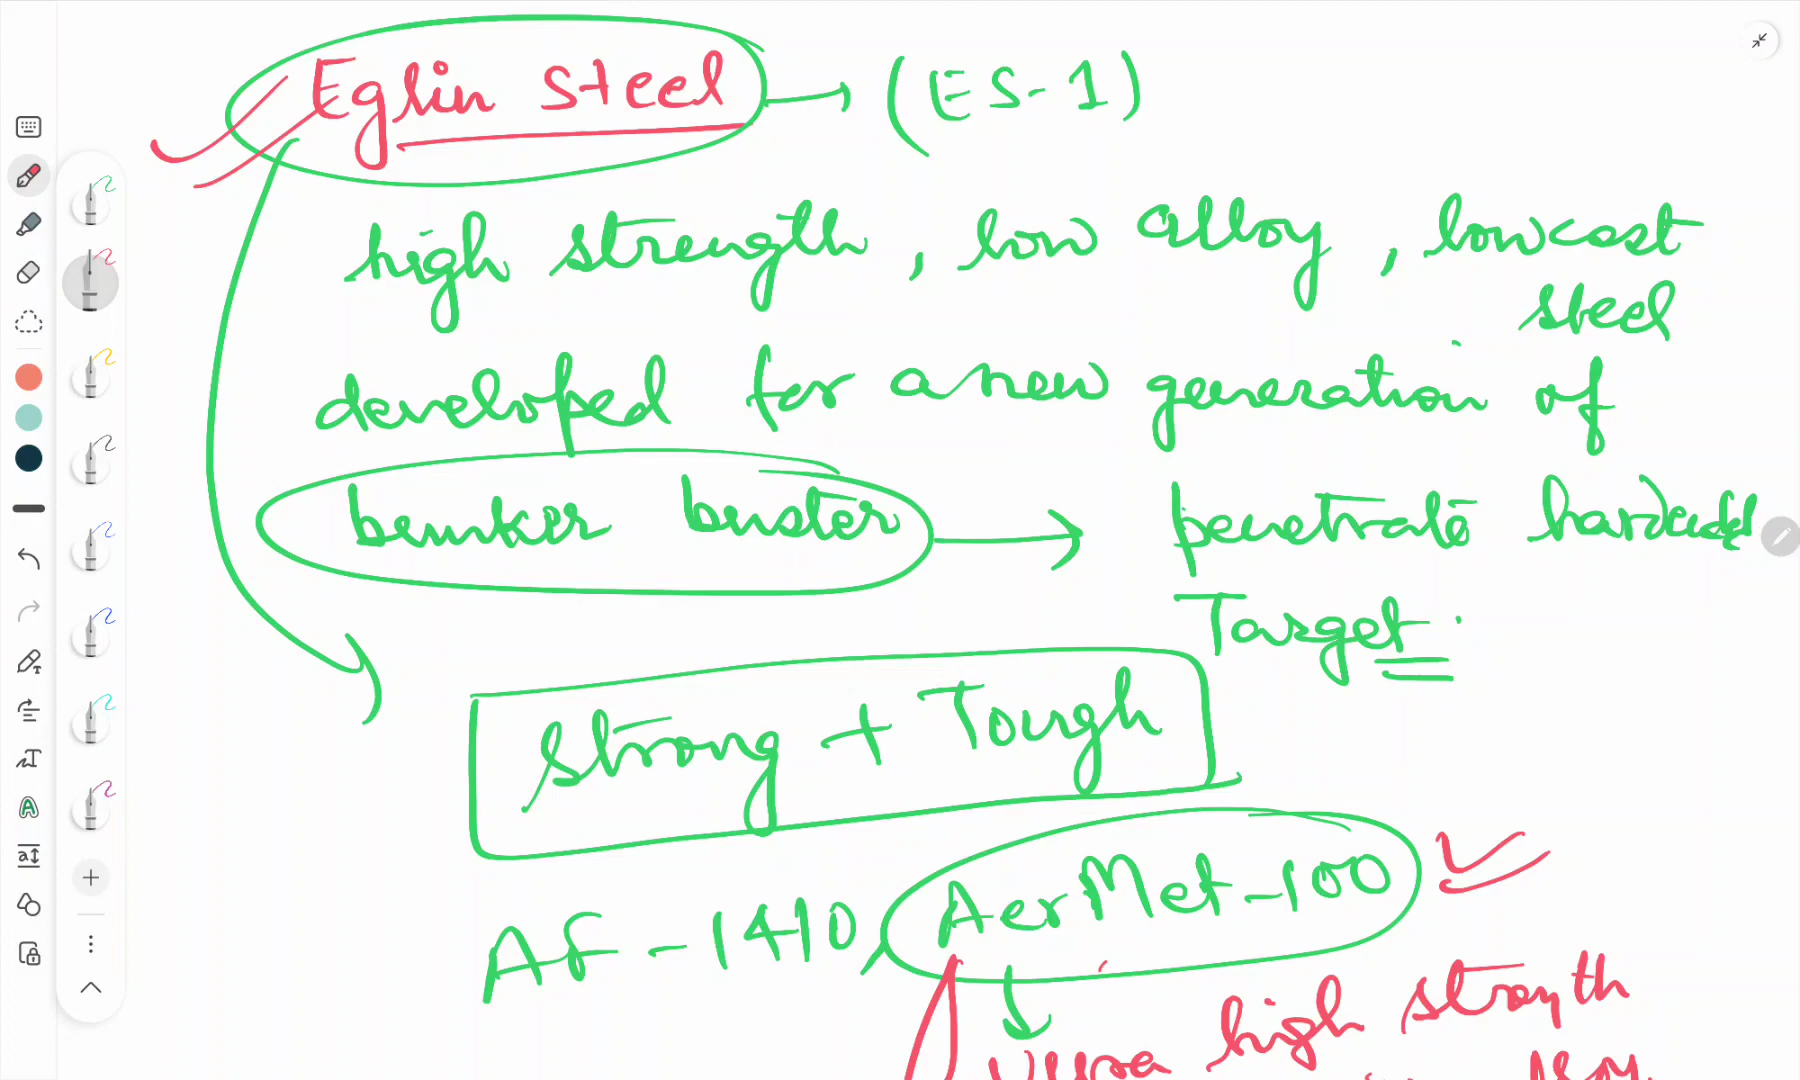 Eglin steel → (ES-1)
high strength, low alloy, lowcost
steel
developed for a new generation of
bunker buster → penetrate hardened
Target.
Strong + Tough
AF-1410, AerMet-100
high